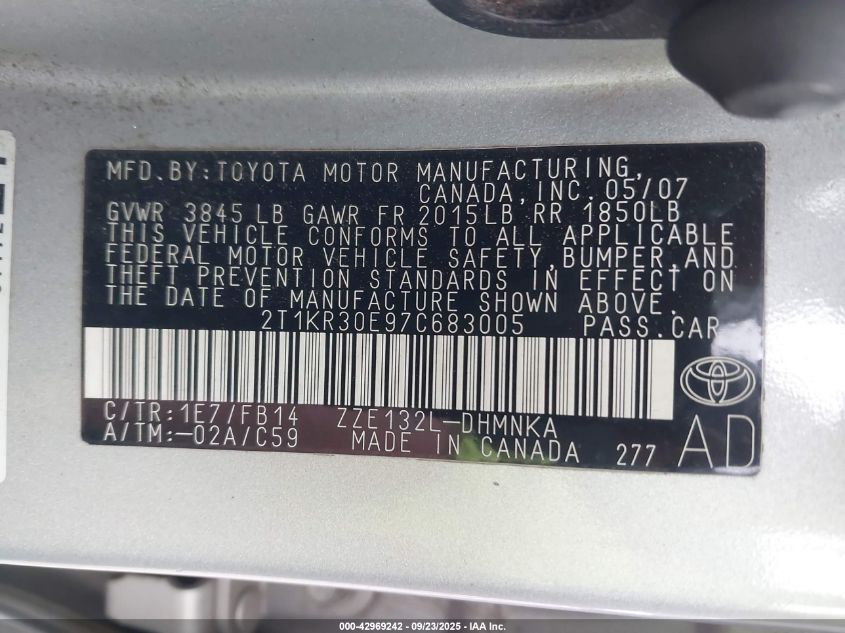 MFD.BY:TOYOTA MOTOR MANUFACTURING,
CANADA,INC. 05/07
GVWR 3845 LB GAWR FR 2015LB RR 1850LB
THIS VEHICLE CONFORMS TO ALL APPLICABLE
FEDERAL MOTOR VEHICLE SAFETY,BUMPER,AND
THEFT PREVENTION STANDARDS IN EFFECT ON
THE DATE OF MANUFACTURE SHOWN ABOVE.
2T1KR30E97C683005 PASS.CAR
C/TR:1E7/FB14 ZZE132L-DHMNKA
A/TM:-02A/C59 MADE IN CANADA 277 AD
000-42969242 - 09/23/2025 - IAA Inc.